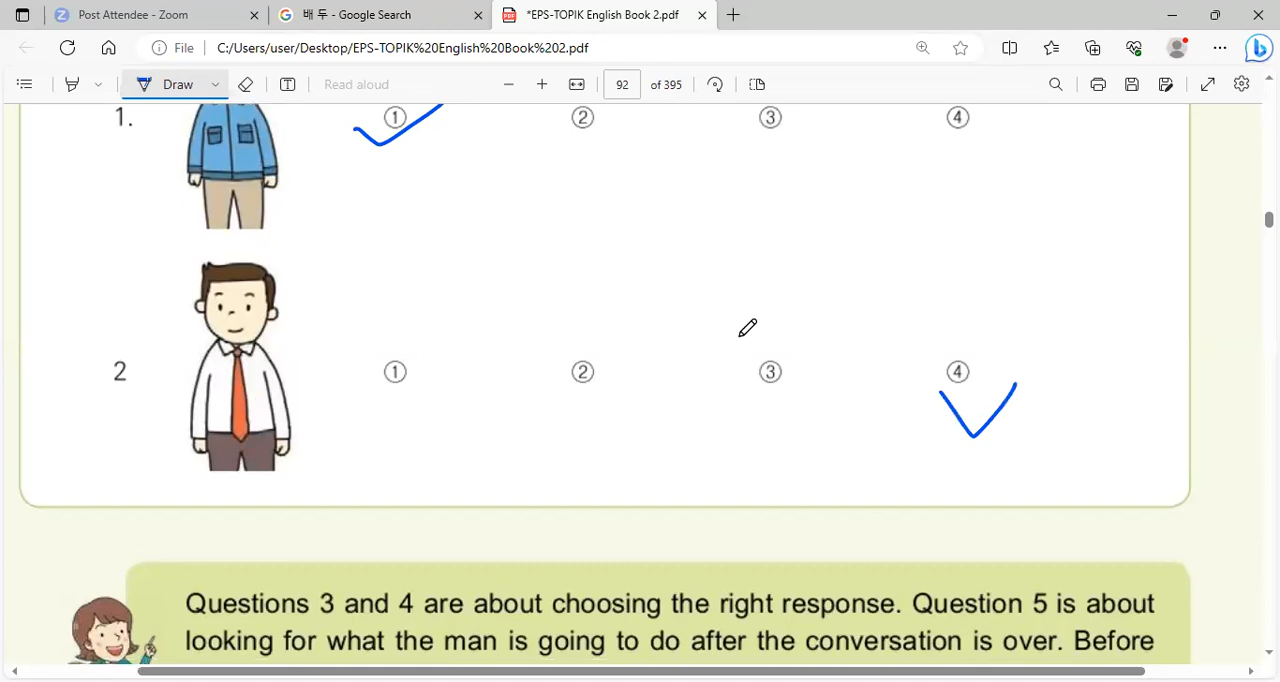 Post Attendee - Zoom
배 두 - Google Search
*EPS-TOPIK English Book 2.pdf
File
C:/Users/user/Desktop/EPS-TOPIK%20English%20Book%202.pdf
Draw
Read aloud
92 of 395
1. ① ② ③ ④
2 ① ② ③ ④
Questions 3 and 4 are about choosing the right response. Question 5 is about
looking for what the man is going to do after the conversation is over. Before